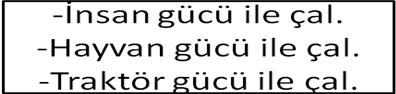 -İnsan gücü ile çal.
-Hayvan gücü ile çal.
-Traktör gücü ile çal.